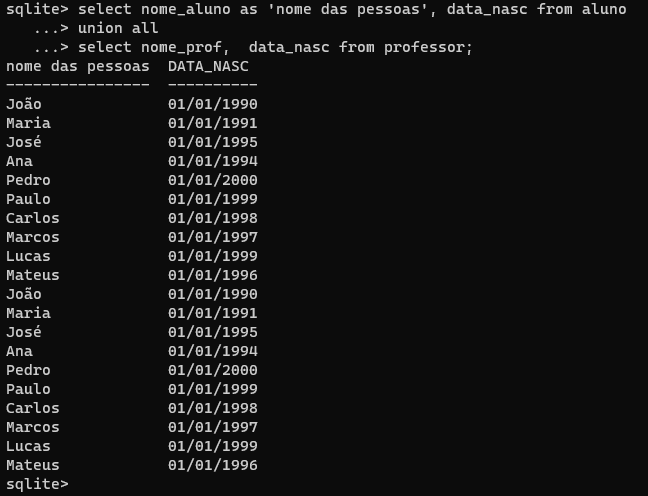 sqlite> select nome_aluno as 'nome das pessoas', data_nasc from aluno
   ...> union all
   ...> select nome_prof,  data_nasc from professor;
nome das pessoas  DATA_NASC
----------------  ----------
João              01/01/1990
Maria             01/01/1991
José              01/01/1995
Ana               01/01/1994
Pedro             01/01/2000
Paulo             01/01/1999
Carlos            01/01/1998
Marcos            01/01/1997
Lucas             01/01/1999
Mateus            01/01/1996
João              01/01/1990
Maria             01/01/1991
José              01/01/1995
Ana               01/01/1994
Pedro             01/01/2000
Paulo             01/01/1999
Carlos            01/01/1998
Marcos            01/01/1997
Lucas             01/01/1999
Mateus            01/01/1996
sqlite>